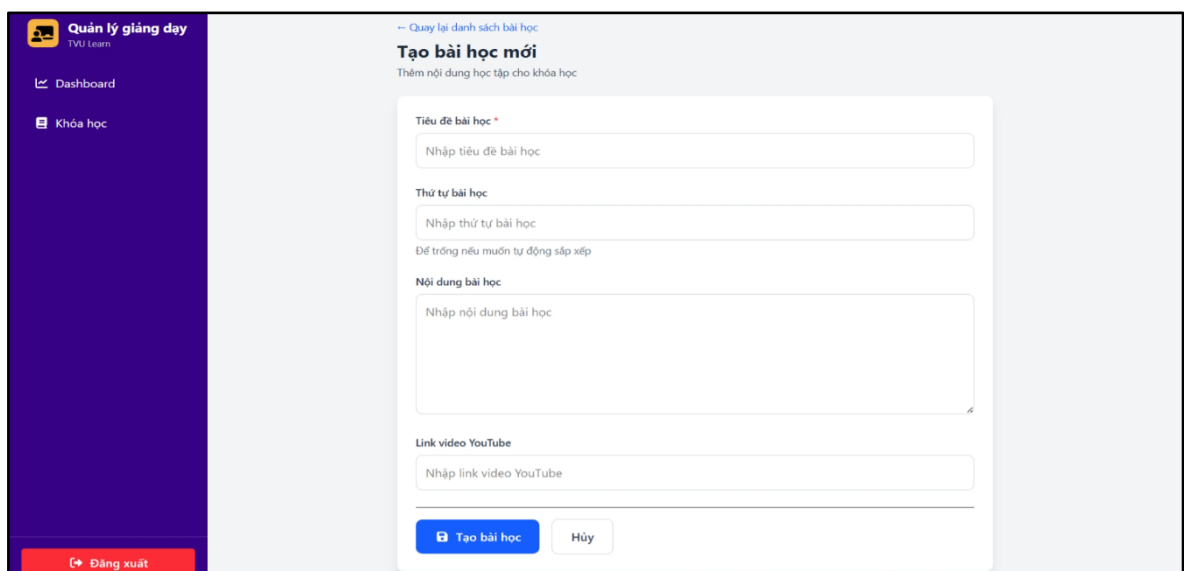 Quản lý giảng dạy
TVU Learn
Dashboard
Khóa học
Đăng xuất
← Quay lại danh sách bài học
Tạo bài học mới
Thêm nội dung học tập cho khóa học
Tiêu đề bài học *
Nhập tiêu đề bài học
Thứ tự bài học
Nhập thứ tự bài học
Để trống nếu muốn tự động sắp xếp
Nội dung bài học
Nhập nội dung bài học
Link video YouTube
Nhập link video YouTube
Tạo bài học
Hủy